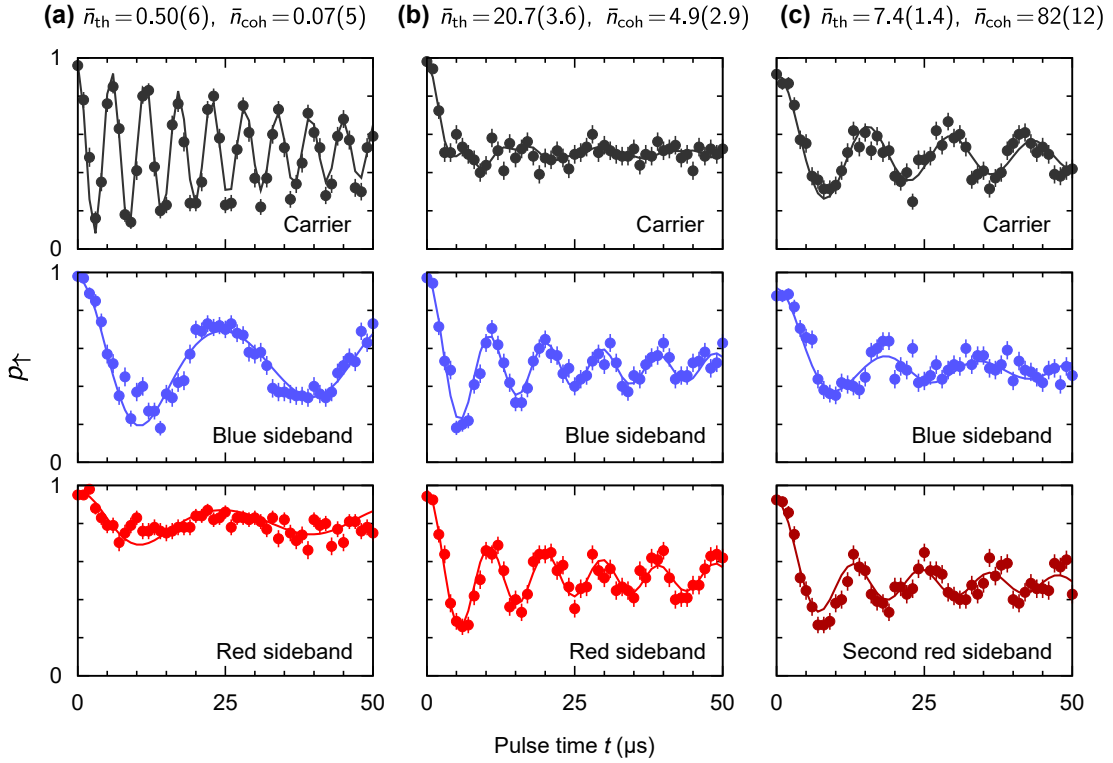 (a) n̄th = 0.50(6), n̄coh = 0.07(5)
(b) n̄th = 20.7(3.6), n̄coh = 4.9(2.9)
(c) n̄th = 7.4(1.4), n̄coh = 82(12)
1
0
Carrier
Carrier
Carrier
1
0
Blue sideband
Blue sideband
Blue sideband
p↑
1
0
Red sideband
Red sideband
Second red sideband
0 25 50
0 25 50
0 25 50
Pulse time t (µs)